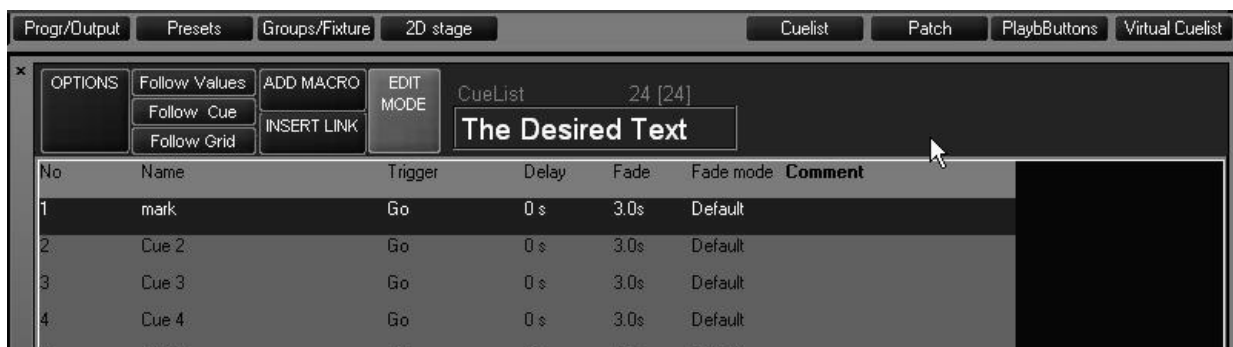 Progr/Output Presets Groups/Fixture 2D stage Cuelist Patch PlaybButtons Virtual Cuelist
x
OPTIONS Follow Values ADD MACRO EDIT MODE CueList 24 [24]
Follow Cue
INSERT LINK The Desired Text
Follow Grid
No Name Trigger Delay Fade Fade mode Comment
1 mark Go 0 s 3.0s Default
2 Cue 2 Go 0 s 3.0s Default
3 Cue 3 Go 0 s 3.0s Default
4 Cue 4 Go 0 s 3.0s Default